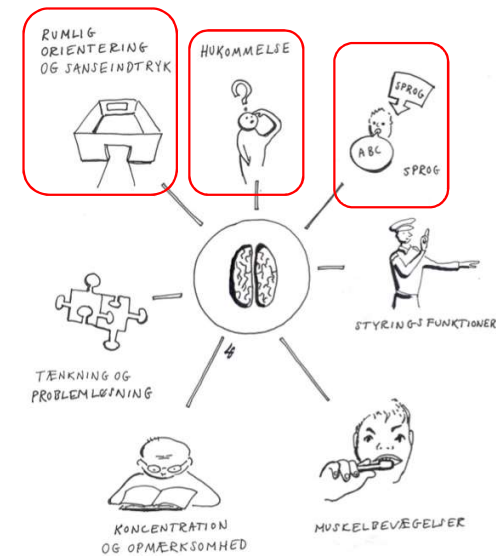 RUMLIG
ORIENTERING
OG SANSEINDTRYK
HUKOMMELSE
?
SPROG
ABC
SPROG
STYRINGSFUNKTIONER
TÆNKNING OG
PROBLEMLØSNING
KONCENTRATION
OG OPMÆRKSOMHED
MUSKELBEVÆGELSER